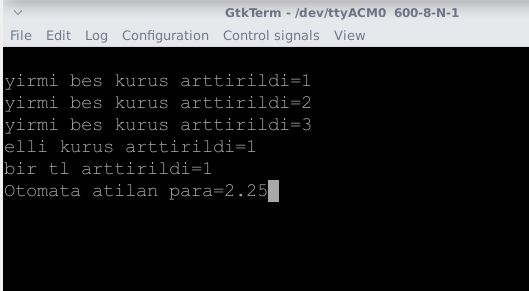 GtkTerm - /dev/ttyACM0 600-8-N-1
File Edit Log Configuration Control signals View
yirmi bes kurus arttirildi=1
yirmi bes kurus arttirildi=2
yirmi bes kurus arttirildi=3
elli kurus arttirildi=1
bir tl arttirildi=1
Otomata atilan para=2.25